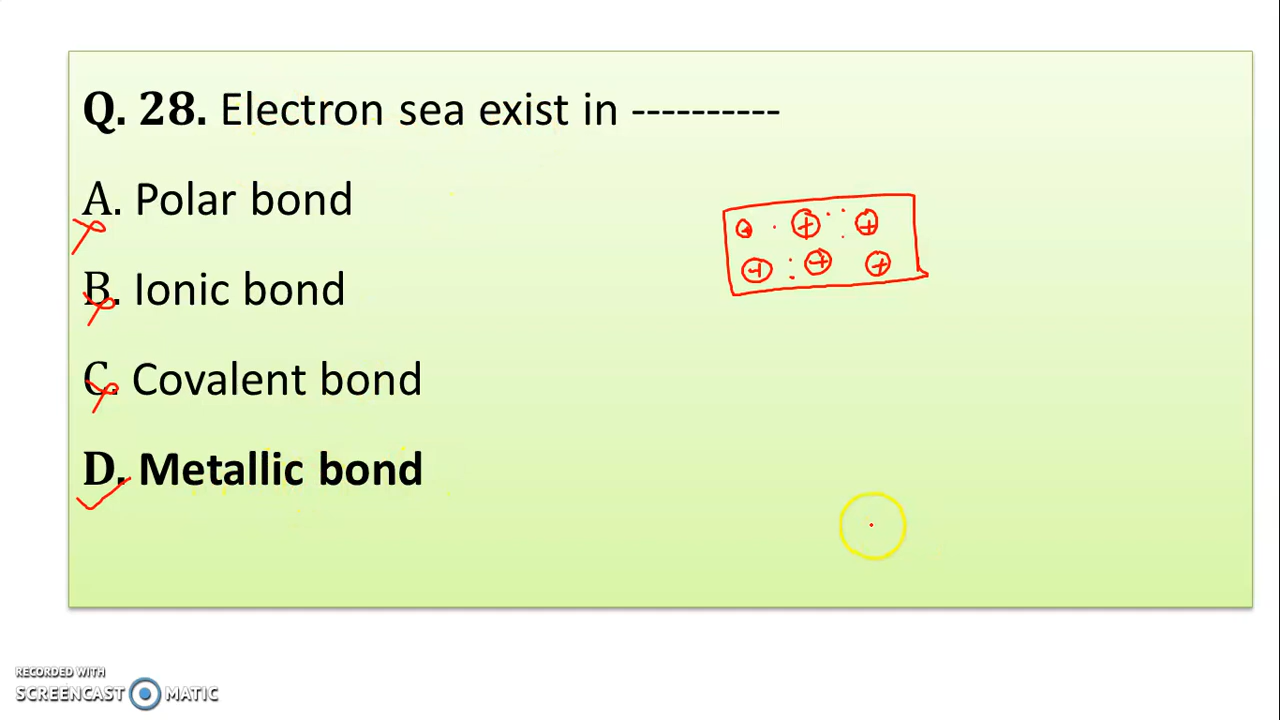 Q. 28. Electron sea exist in ----------
A. Polar bond
B. Ionic bond
C. Covalent bond
D. Metallic bond
+ +
+ + +
RECORDED WITH
SCREENCAST MATIC